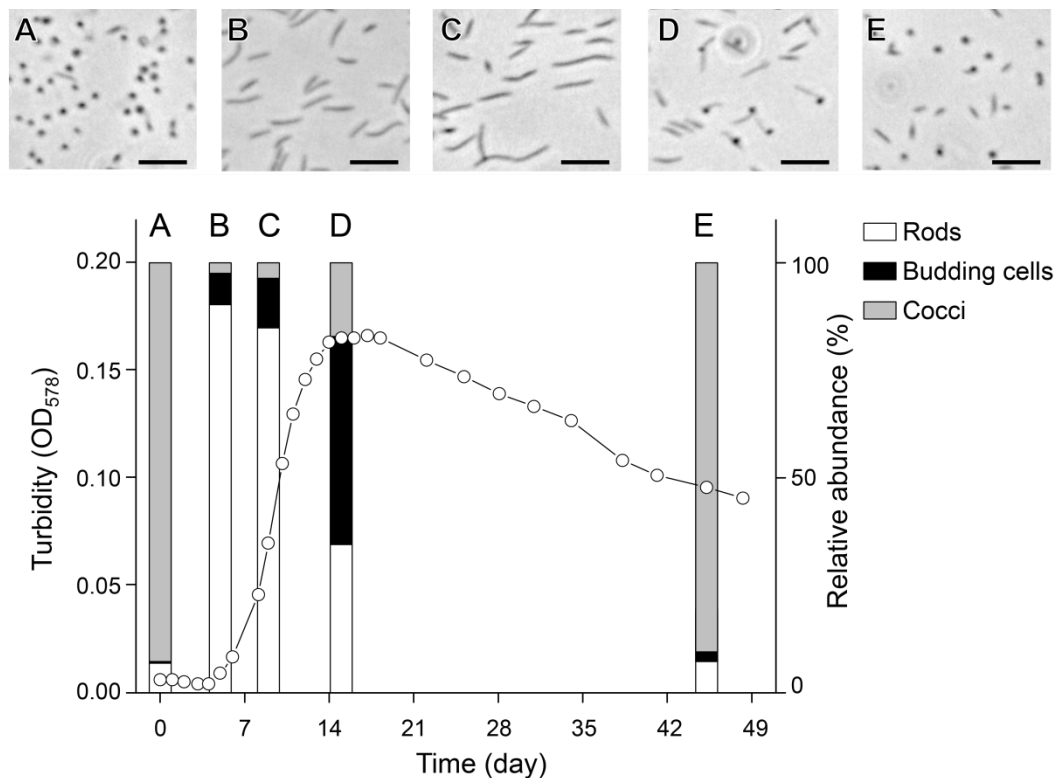 A B C D E
A B C D E
Rods
Budding cells
Cocci
0.20
0.15
0.10
0.05
0.00
100
50
0
Turbidity (OD578)
Relative abundance (%)
0 7 14 21 28 35 42 49
Time (day)